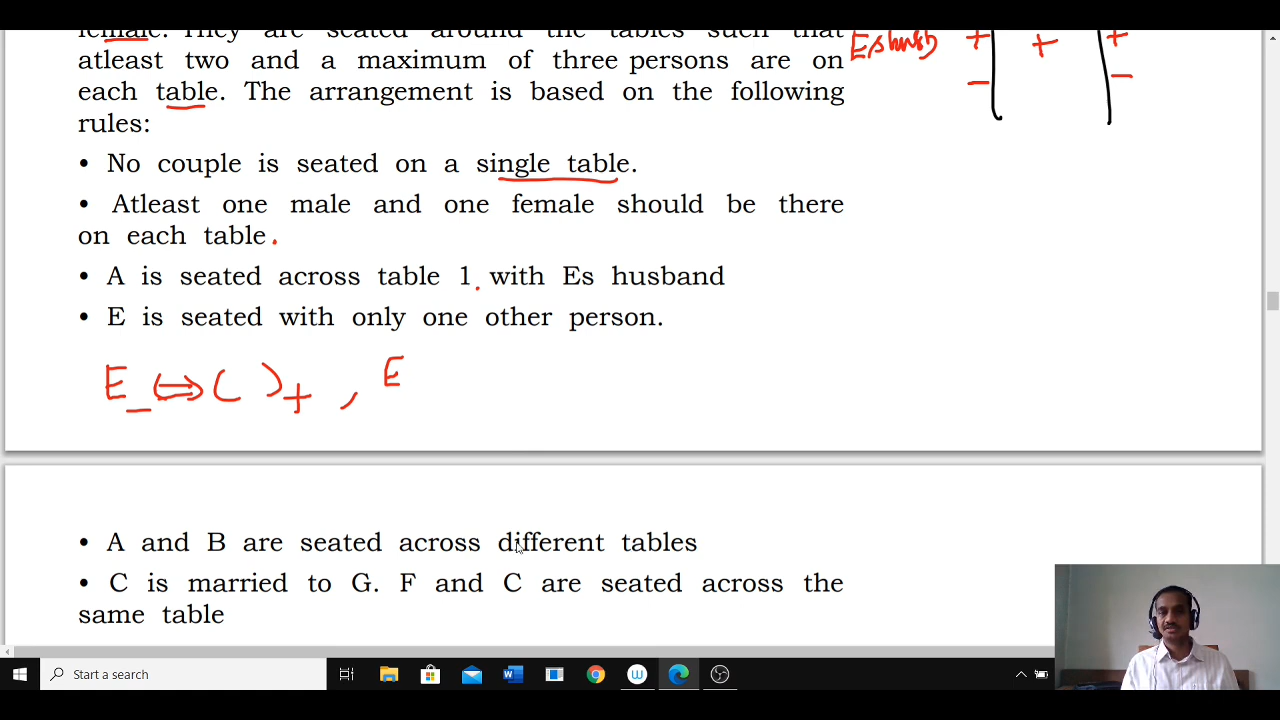 female. They are seated around the tables such that
atleast two and a maximum of three persons are on
each table. The arrangement is based on the following
rules:
• No couple is seated on a single table.
• Atleast one male and one female should be there
on each table.
• A is seated across table 1 with Es husband
• E is seated with only one other person.
E_ ⟺ ( )+ , E
• A and B are seated across different tables
• C is married to G. F and C are seated across the
same table
Es husb + + +
− −
Start a search